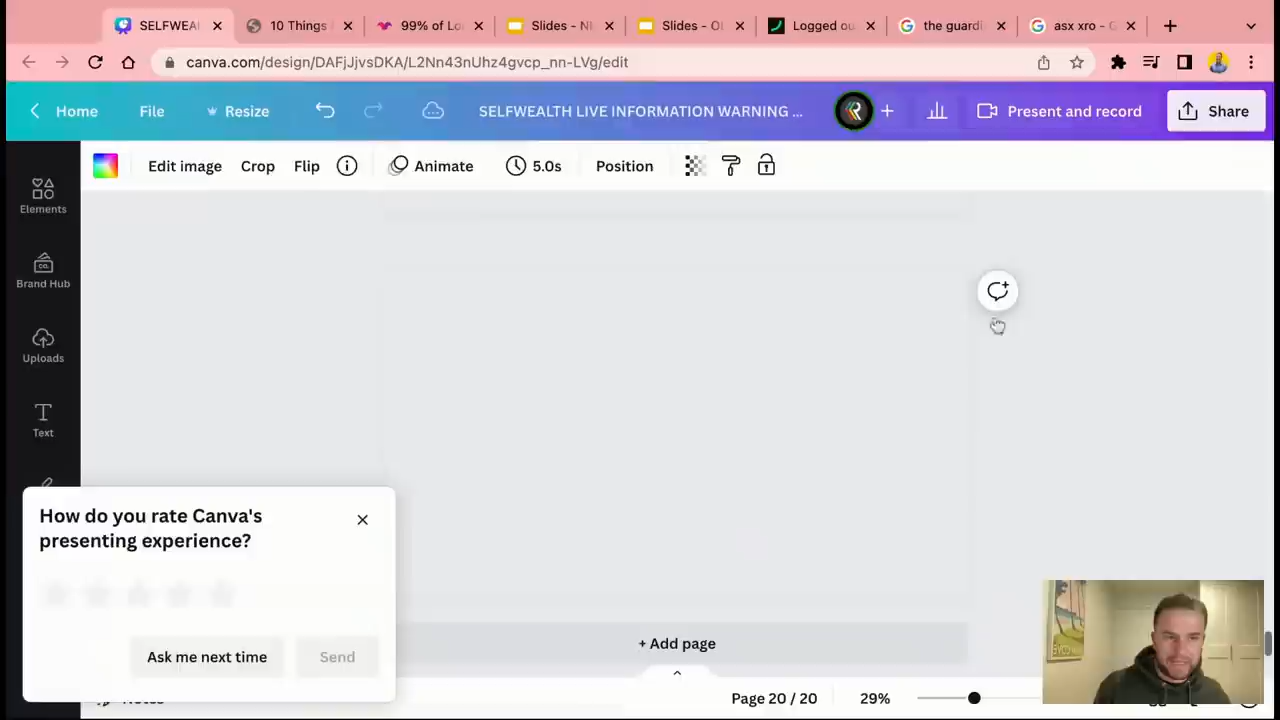 SELFWEAL
10 Things
99% of Lo
Slides - N
Slides - O
Logged ou
the guardi
asx xro - G
canva.com/design/DAFjJjvsDKA/L2Nn43nUhz4gvcp_nn-LVg/edit
Home
File
Resize
SELFWEALTH LIVE INFORMATION WARNING ...
Present and record
Share
Edit image
Crop
Flip
Animate
5.0s
Position
Elements
CO.
Brand Hub
Uploads
Text
How do you rate Canva's
presenting experience?
Ask me next time
Send
+ Add page
Notes
Page 20 / 20
29%